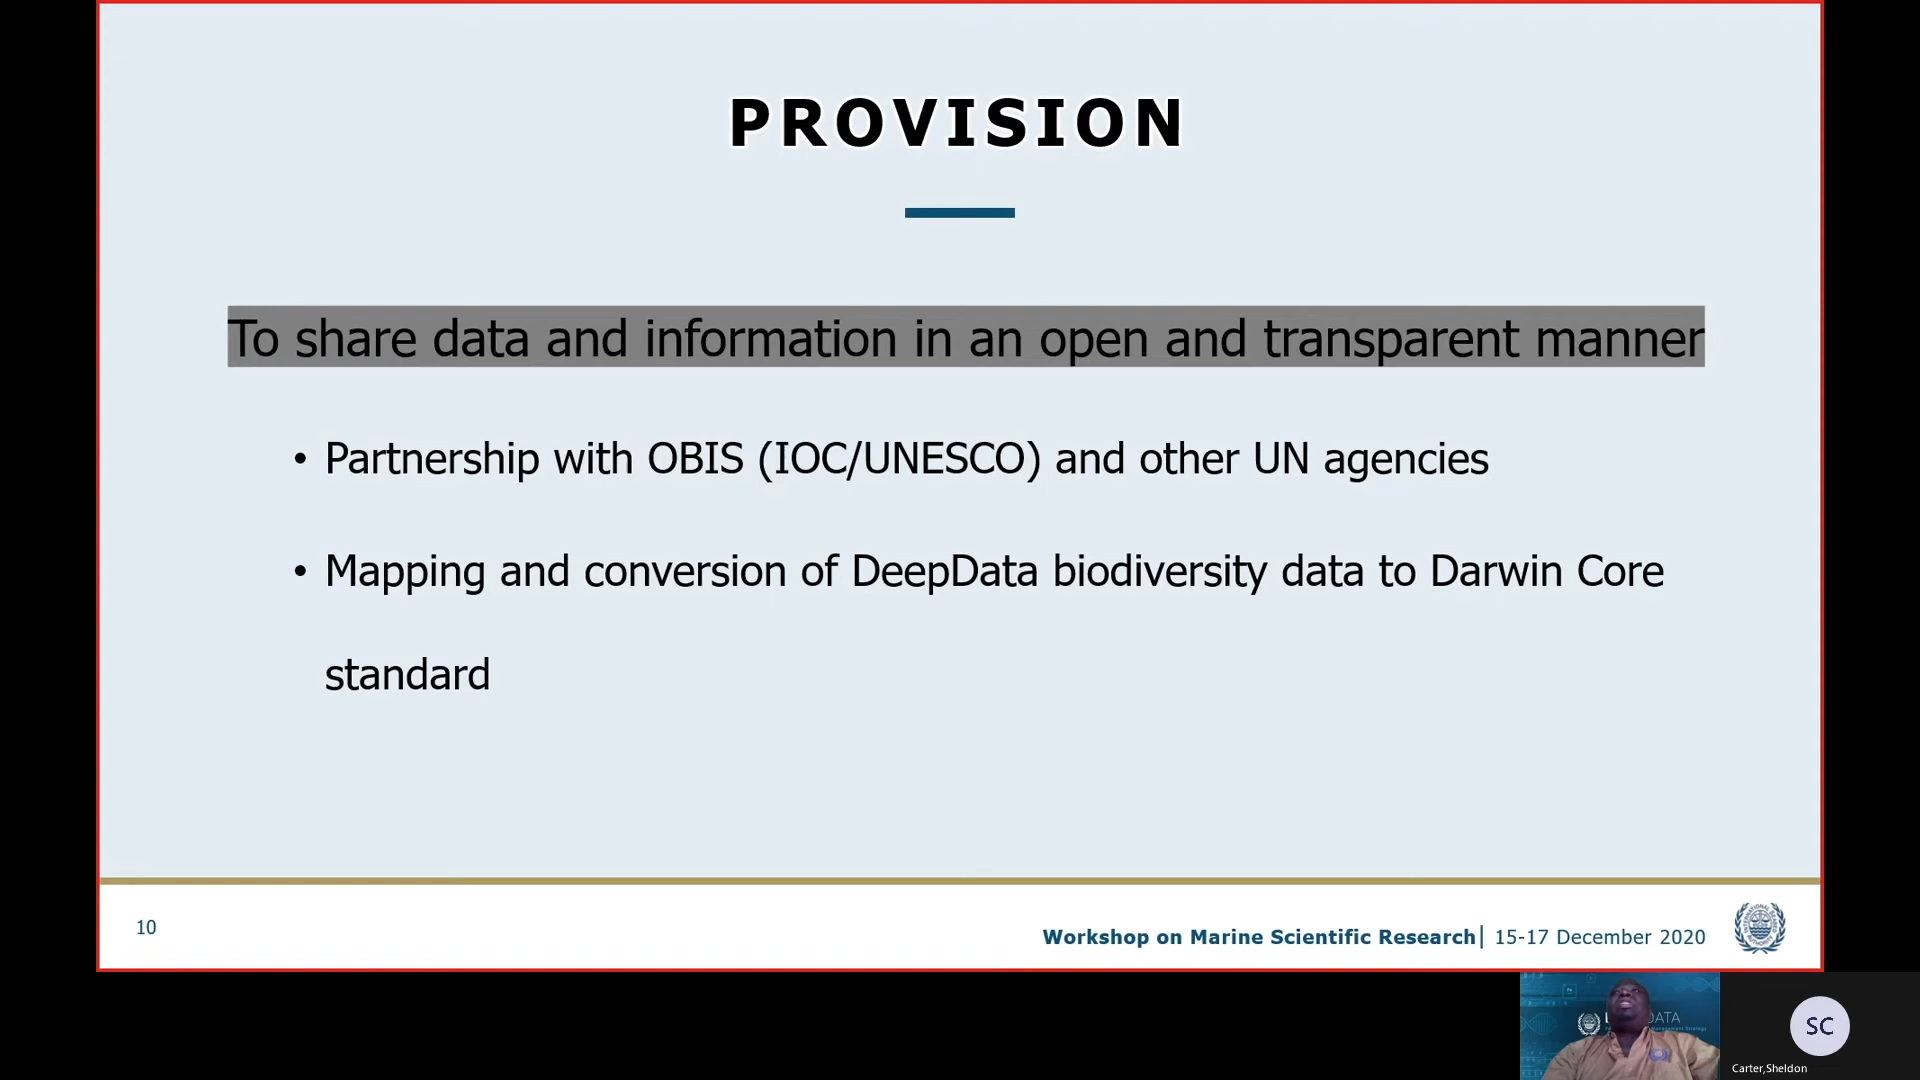 PROVISION
To share data and information in an open and transparent manner
• Partnership with OBIS (IOC/UNESCO) and other UN agencies
• Mapping and conversion of DeepData biodiversity data to Darwin Core
standard
10
Workshop on Marine Scientific Research| 15-17 December 2020
DATA
SC
Carter,Sheldon